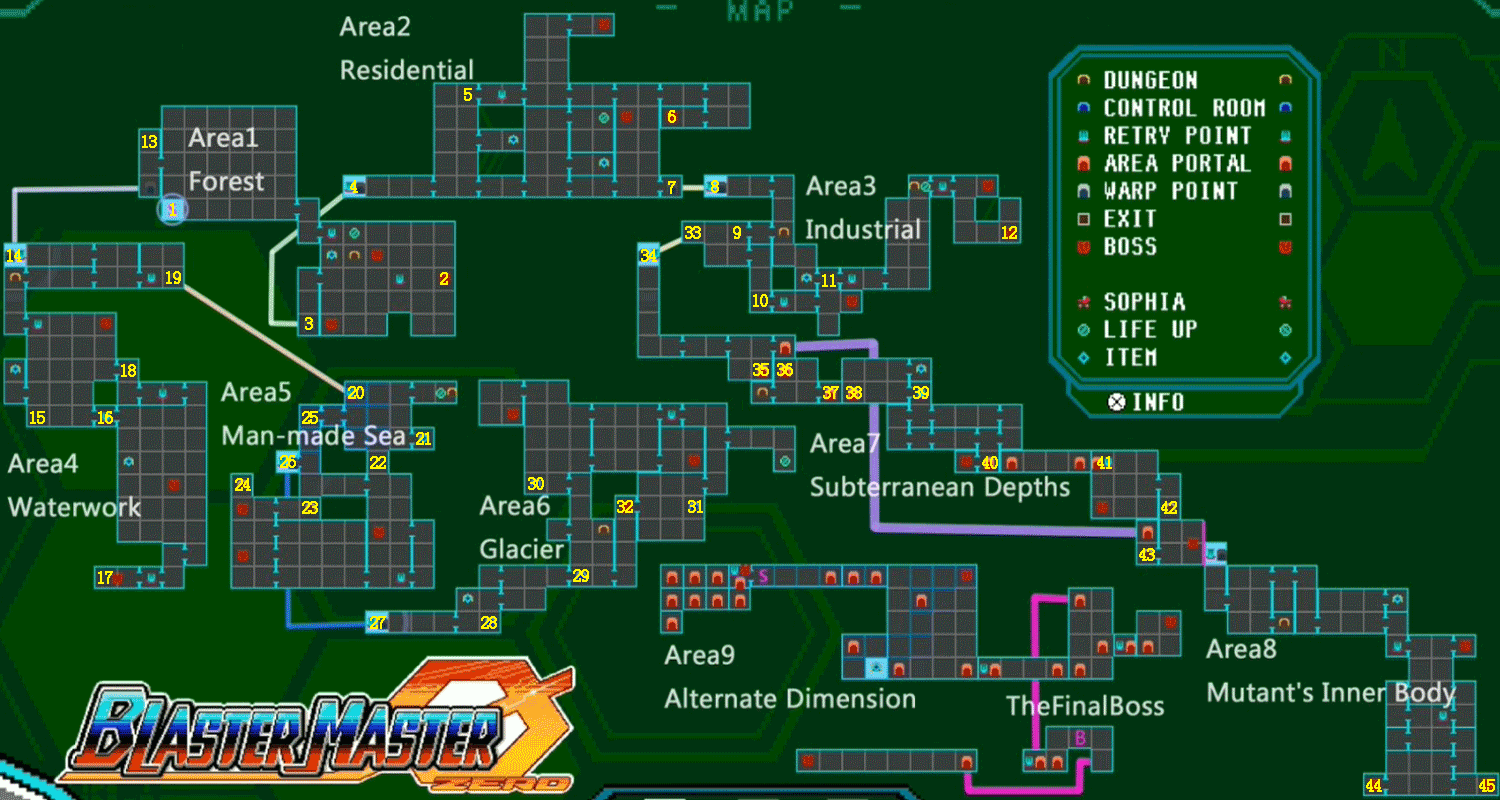 MAP
Area2
Residential
DUNGEON
CONTROL ROOM
RETRY POINT
AREA PORTAL
WARP POINT
EXIT
BOSS
SOPHIA
LIFE UP
ITEM
INFO
5
6
13
Area1
Forest
1
4
7
8
Area3
Industrial
33
9
12
14
34
19
2
11
10
3
35
36
18
37
38
39
20
Area5
Man-made Sea
25
21
15
16
22
26
Area4
Waterwork
24
23
Area7
Subterranean Depths
40
41
30
Area6
Glacier
32
31
42
43
17
29
27
28
S
Area9
Alternate Dimension
Area8
Mutant's Inner Body
TheFinalBoss
B
44
45
BLASTER MASTER
ZERO